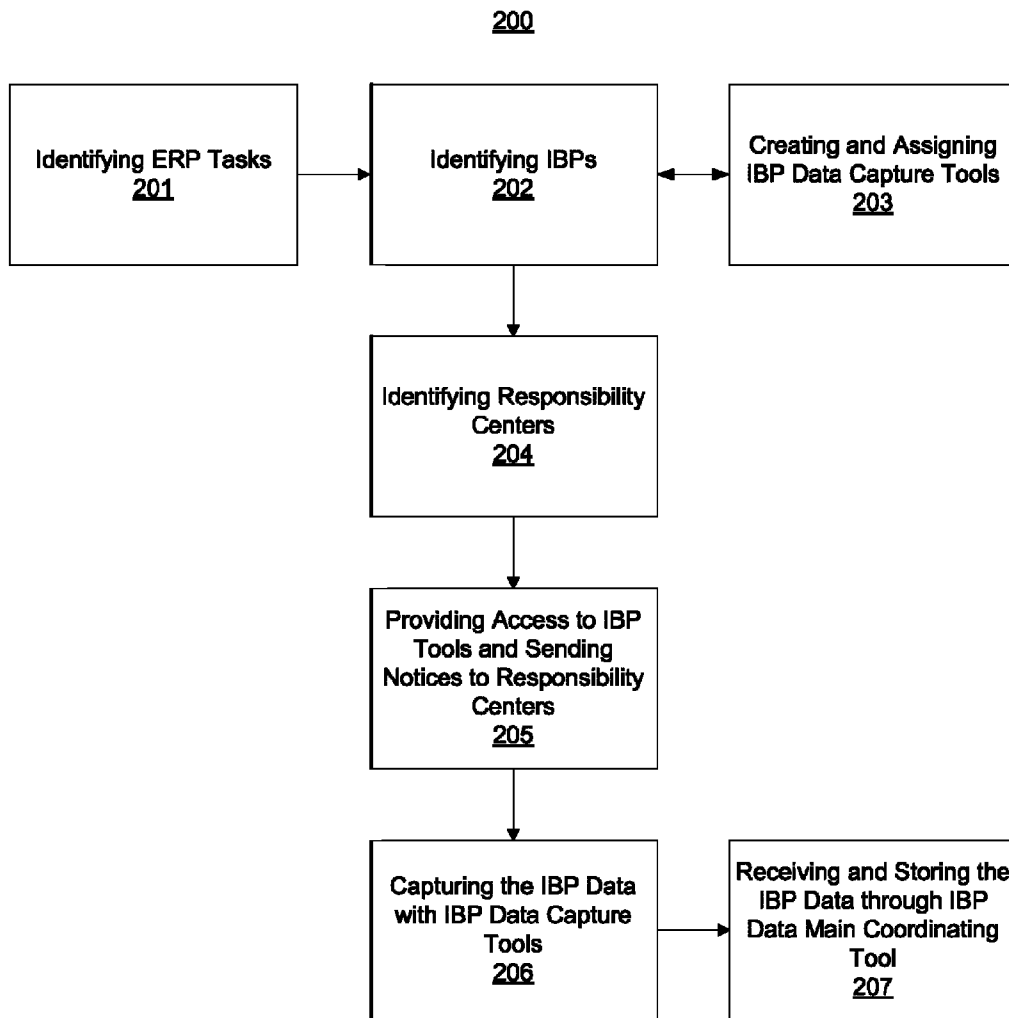 200
Identifying ERP Tasks
201
Identifying IBPs
202
Creating and Assigning
IBP Data Capture Tools
203
Identifying Responsibility
Centers
204
Providing Access to IBP
Tools and Sending
Notices to Responsibility
Centers
205
Capturing the IBP Data
with IBP Data Capture
Tools
206
Receiving and Storing the
IBP Data through IBP
Data Main Coordinating
Tool
207